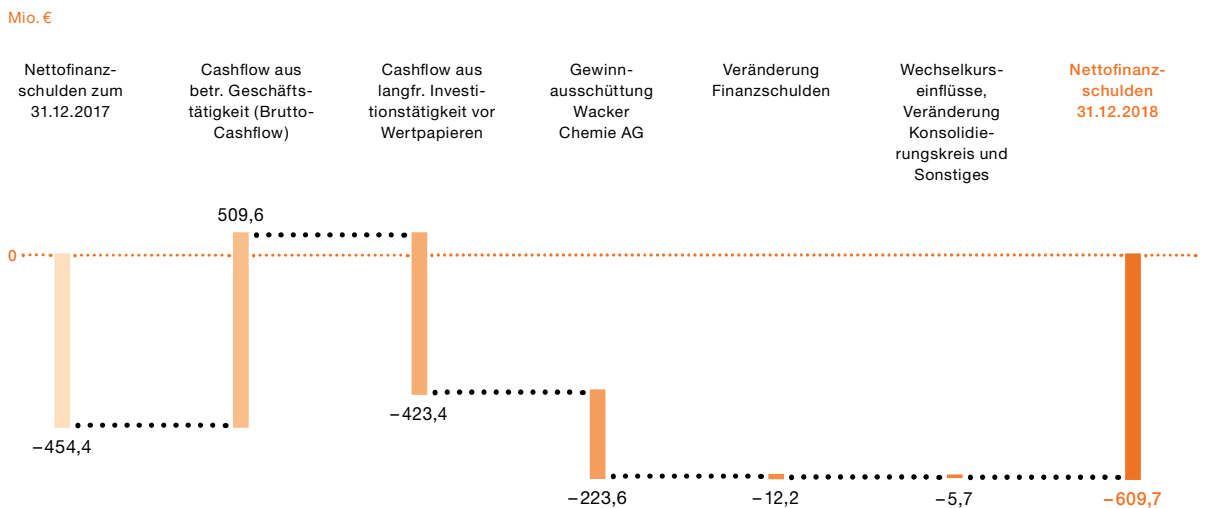 Mio. €
Nettofinanz-
schulden zum
31.12.2017
Cashflow aus
betr. Geschäfts-
tätigkeit (Brutto-
Cashflow)
Cashflow aus
langfr. Investi-
tionstätigkeit vor
Wertpapieren
Gewinn-
ausschüttung
Wacker
Chemie AG
Veränderung
Finanzschulden
Wechselkurs-
einflüsse,
Veränderung
Konsolidie-
rungskreis und
Sonstiges
Nettofinanz-
schulden
31.12.2018
509,6
0
–423,4
–454,4
–223,6
–12,2
–5,7
–609,7